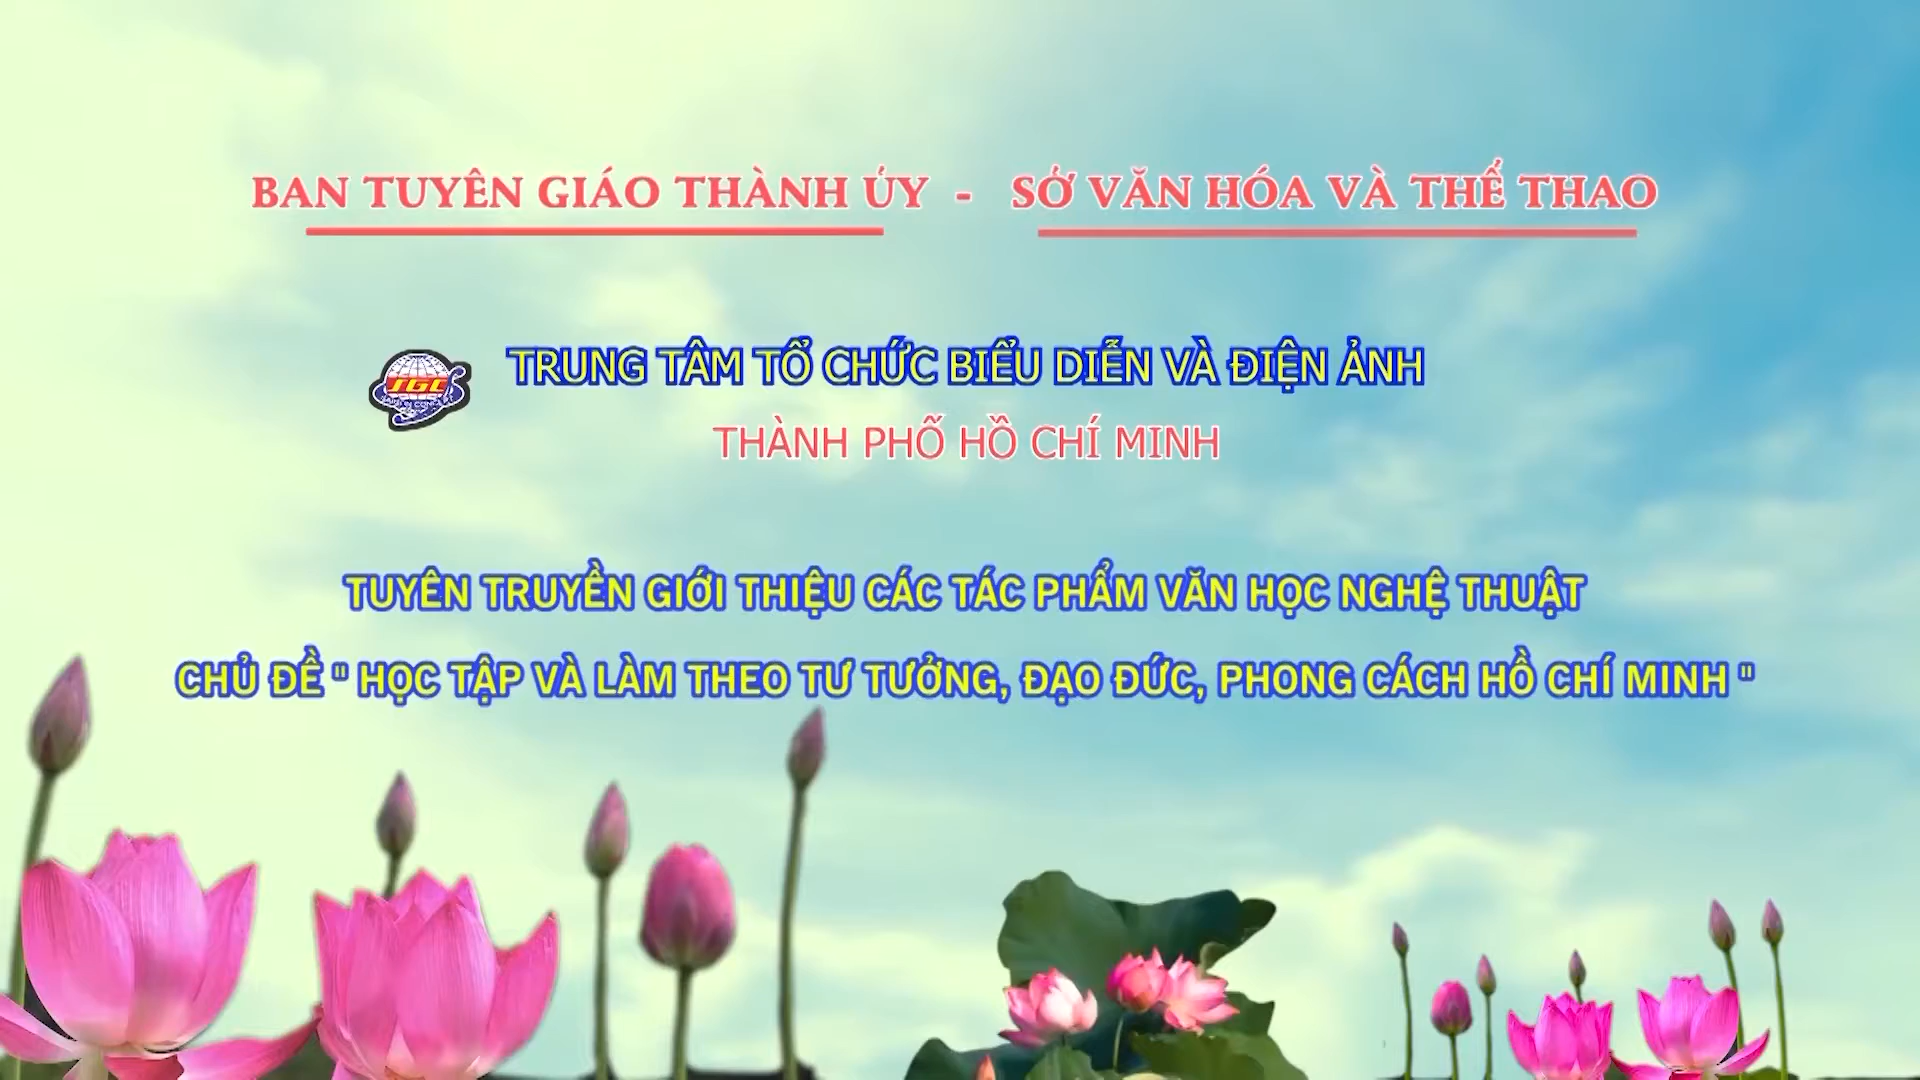 BAN TUYÊN GIÁO THÀNH ỦY - SỞ VĂN HÓA VÀ THỂ THAO
SGC
TRUNG TÂM TỔ CHỨC BIỂU DIỄN VÀ ĐIỆN ẢNH
THÀNH PHỐ HỒ CHÍ MINH
TUYÊN TRUYỀN GIỚI THIỆU CÁC TÁC PHẨM VĂN HỌC NGHỆ THUẬT
CHỦ ĐỀ " HỌC TẬP VÀ LÀM THEO TƯ TƯỞNG, ĐẠO ĐỨC, PHONG CÁCH HỒ CHÍ MINH "